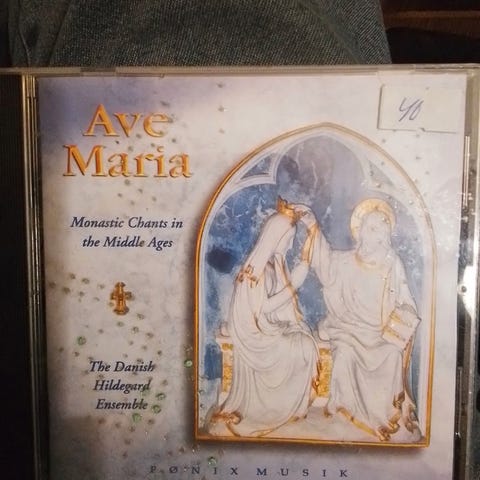 Ave
Maria
40
Monastic Chants in
the Middle Ages
The Danish
Hildegard
Ensemble
FØNIX MUSIK